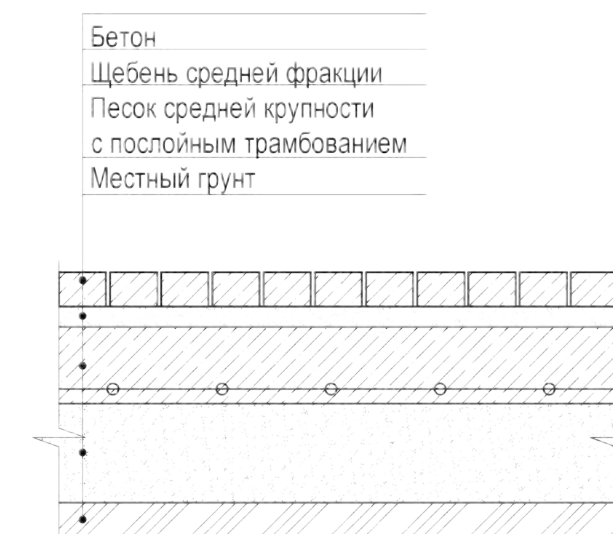 Бетон
Щебень средней фракции
Песок средней крупности
с послойным трамбованием
Местный грунт